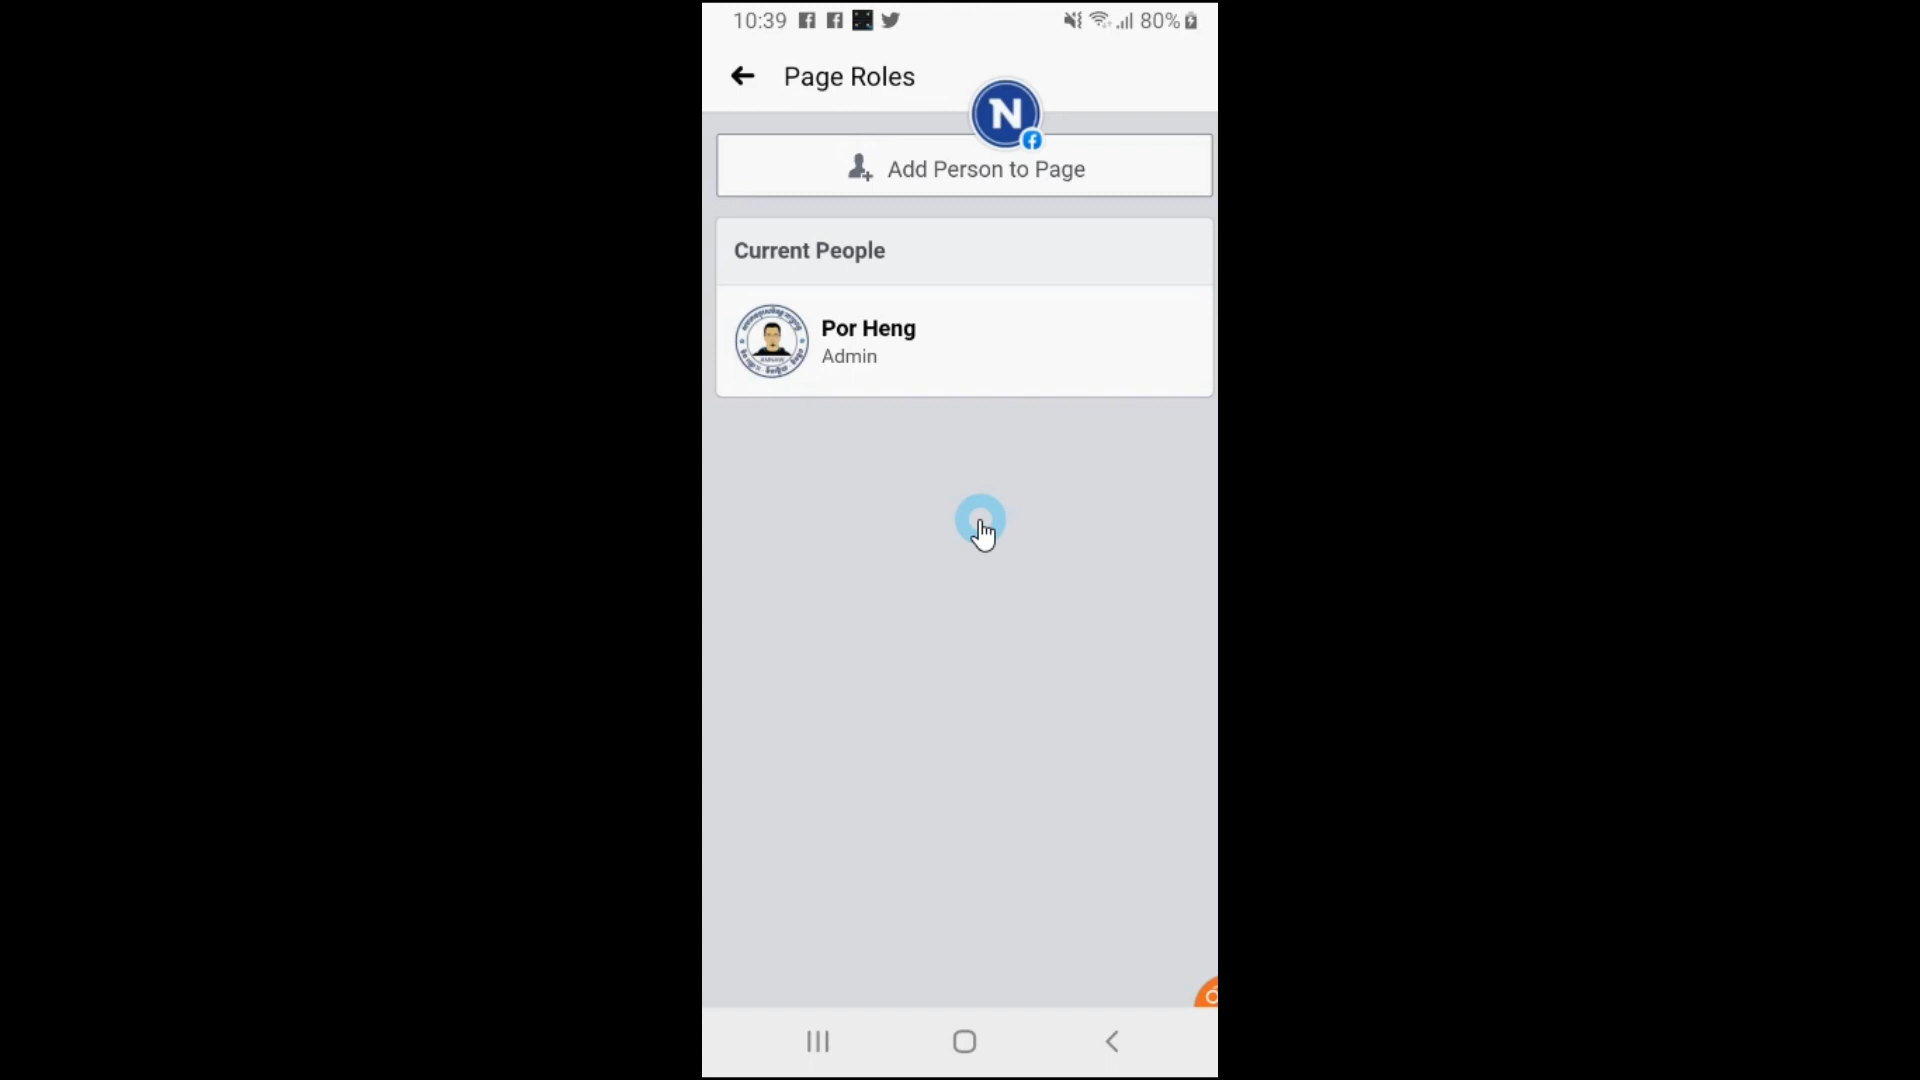 10:39
80%
Page Roles
N
Add Person to Page
Current People
Por Heng
Admin